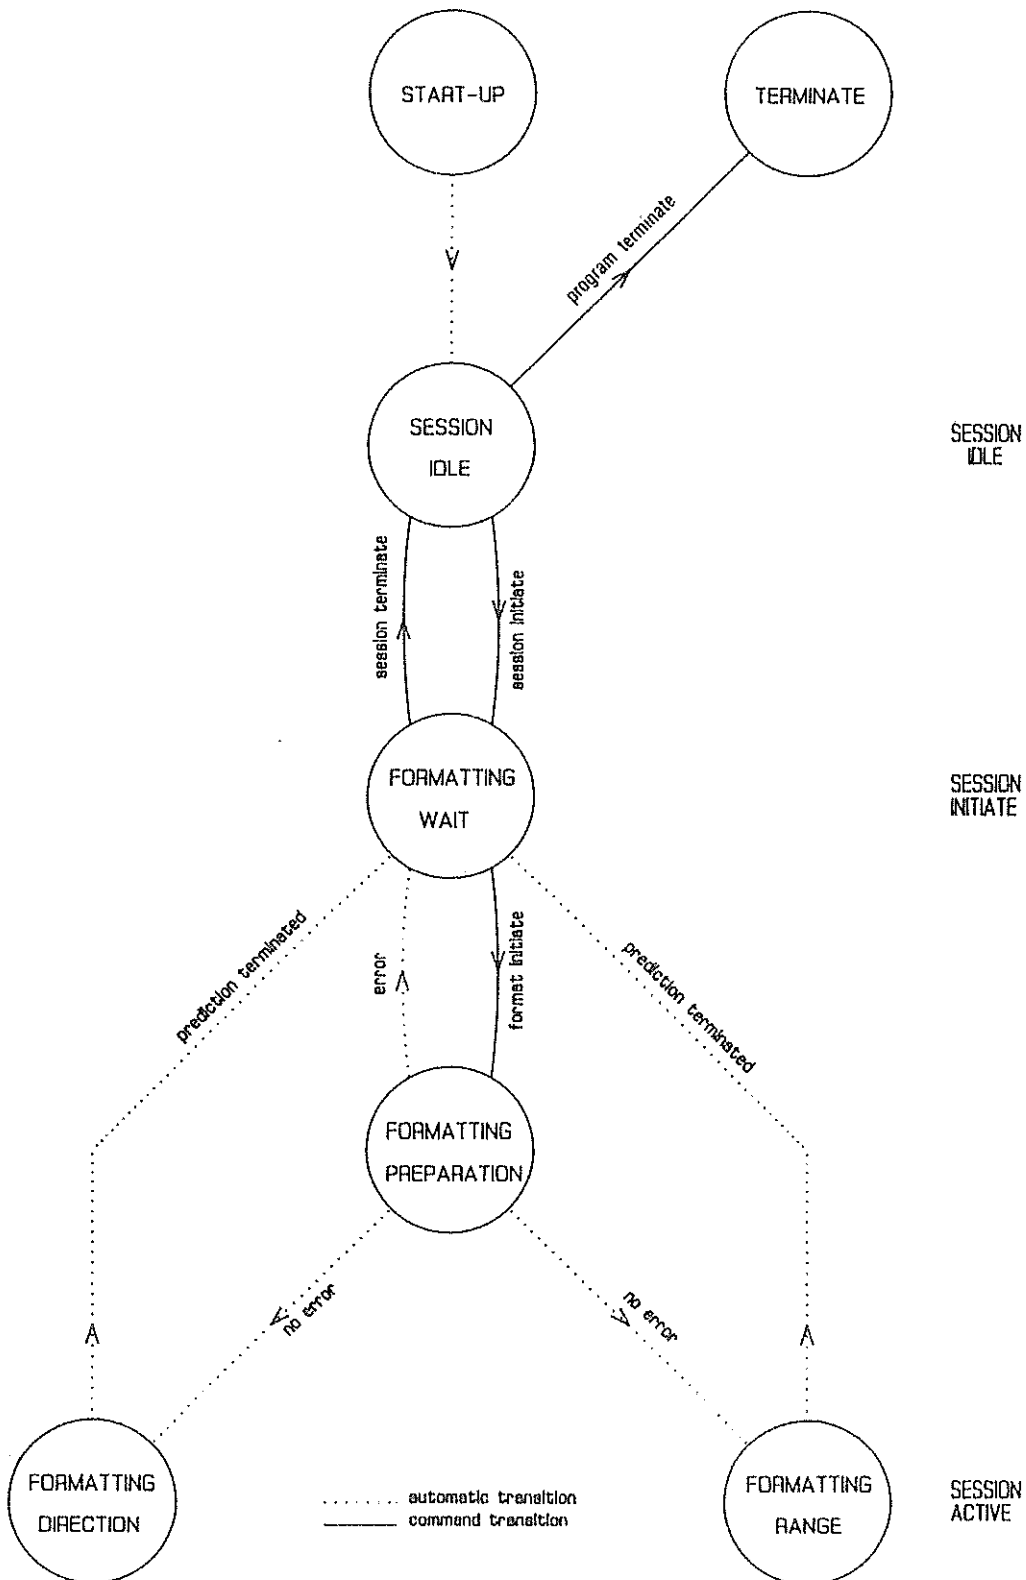 START-UP
TERMINATE
program terminate
SESSION
IDLE
SESSION
IDLE
session terminate
session initiate
FORMATTING
WAIT
SESSION
INITIATE
prediction terminated
error
format initiate
prediction terminated
FORMATTING
PREPARATION
no error
no error
FORMATTING
DIRECTION
automatic transition
command transition
FORMATTING
RANGE
SESSION
ACTIVE